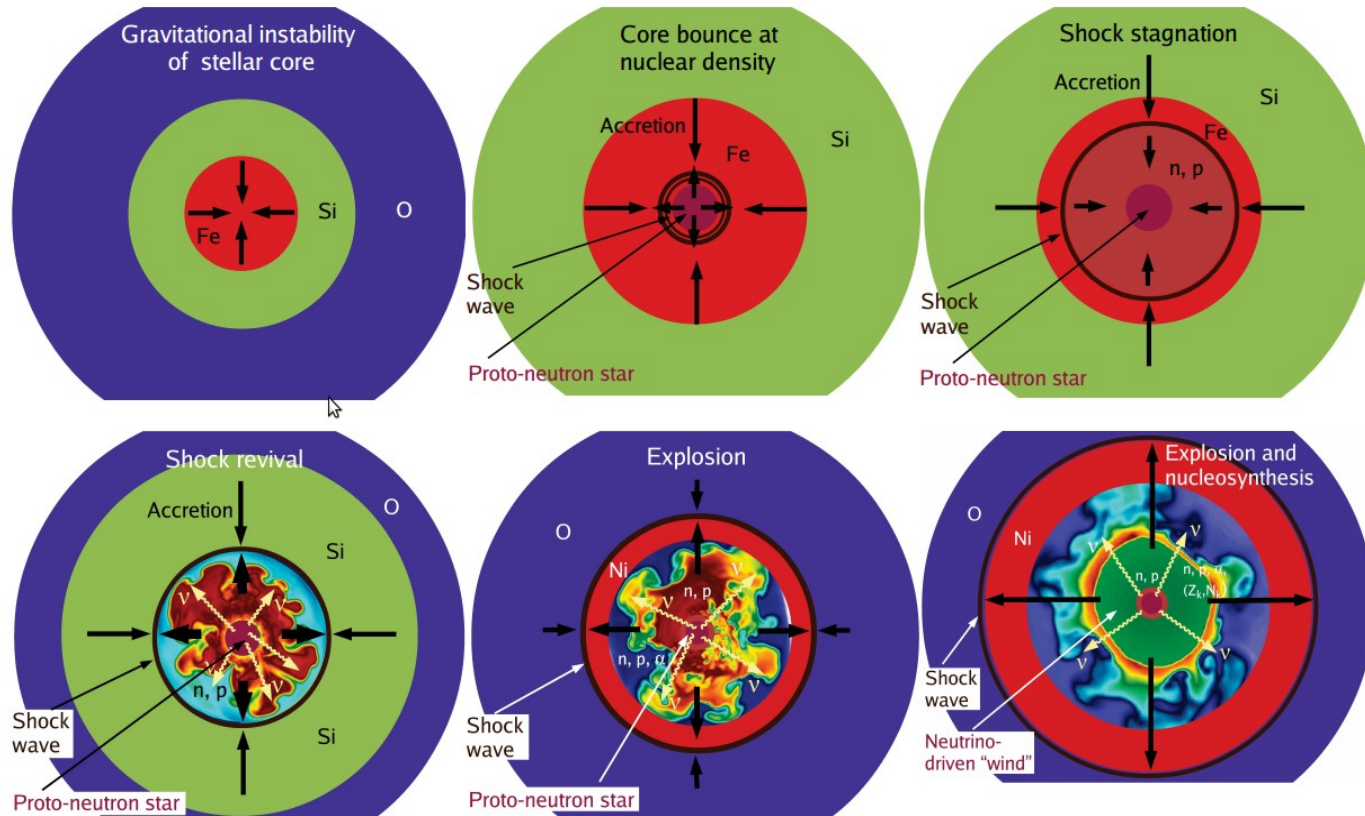 Gravitational instability
of stellar core
Fe
Si
O
Core bounce at
nuclear density
Accretion
Fe
Si
Shock
wave
Proto-neutron star
Shock stagnation
Accretion
Si
Fe
n, p
Shock
wave
Proto-neutron star
Shock revival
O
Accretion
Si
ν
ν
ν
ν
n, p
Shock
wave
Si
Proto-neutron star
Explosion
O
Ni
n, p
ν
ν
n, p, α
ν
ν
Shock
wave
Proto-neutron star
Explosion and
nucleosynthesis
O
Ni
ν
ν
n, p
n, p, α,
(Zk,Nk)
ν
ν
Shock
wave
Neutrino-
driven “wind”